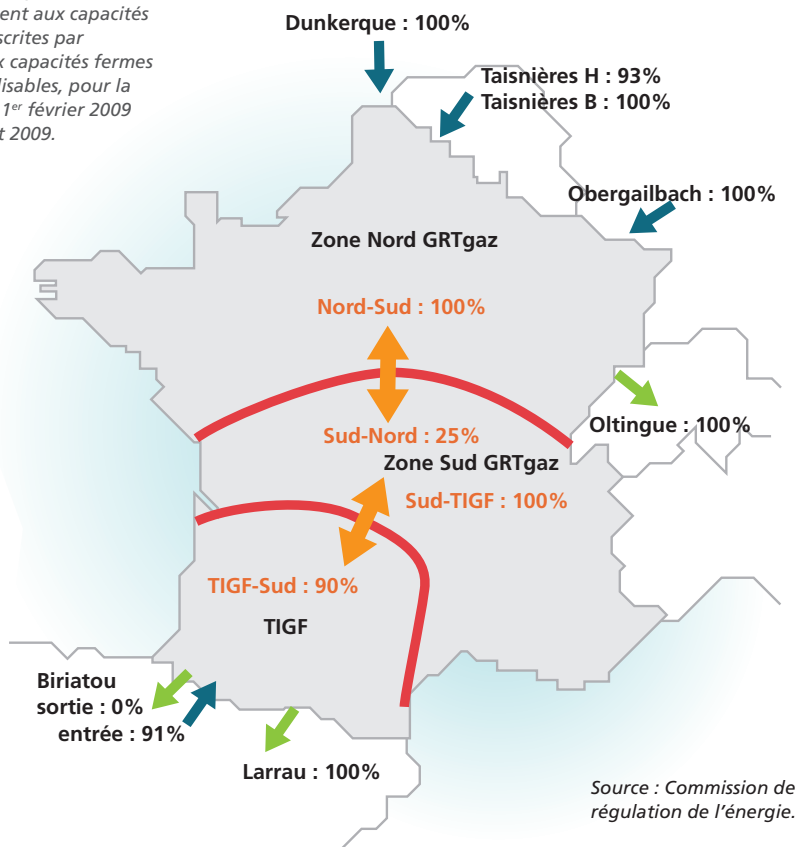 ent aux capacités
scrites par
x capacités fermes
lisables, pour la
1er février 2009
t 2009.
Dunkerque : 100%
Taisnières H : 93%
Taisnières B : 100%
Obergailbach : 100%
Zone Nord GRTgaz
Nord-Sud : 100%
Oltingue : 100%
Sud-Nord : 25%
Zone Sud GRTgaz
Sud-TIGF : 100%
TIGF-Sud : 90%
TIGF
Biriatou
sortie : 0%
entrée : 91%
Larrau : 100%
Source : Commission de
régulation de l’énergie.